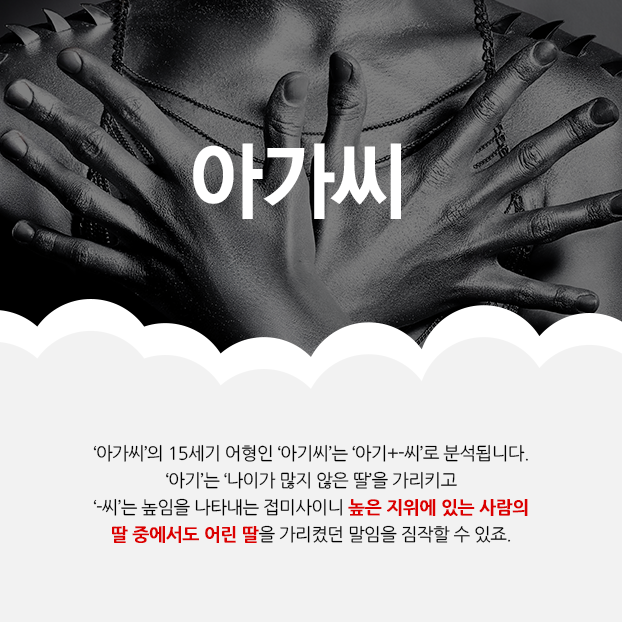 아가씨
‘아가씨’의 15세기 어형인 ‘아기씨’는 ‘아기+-씨’로 분석됩니다.
‘아기’는 ‘나이가 많지 않은 딸’을 가리키고
‘-씨’는 높임을 나타내는 접미사이니 높은 지위에 있는 사람의
딸 중에서도 어린 딸을 가리켰던 말임을 짐작할 수 있죠.